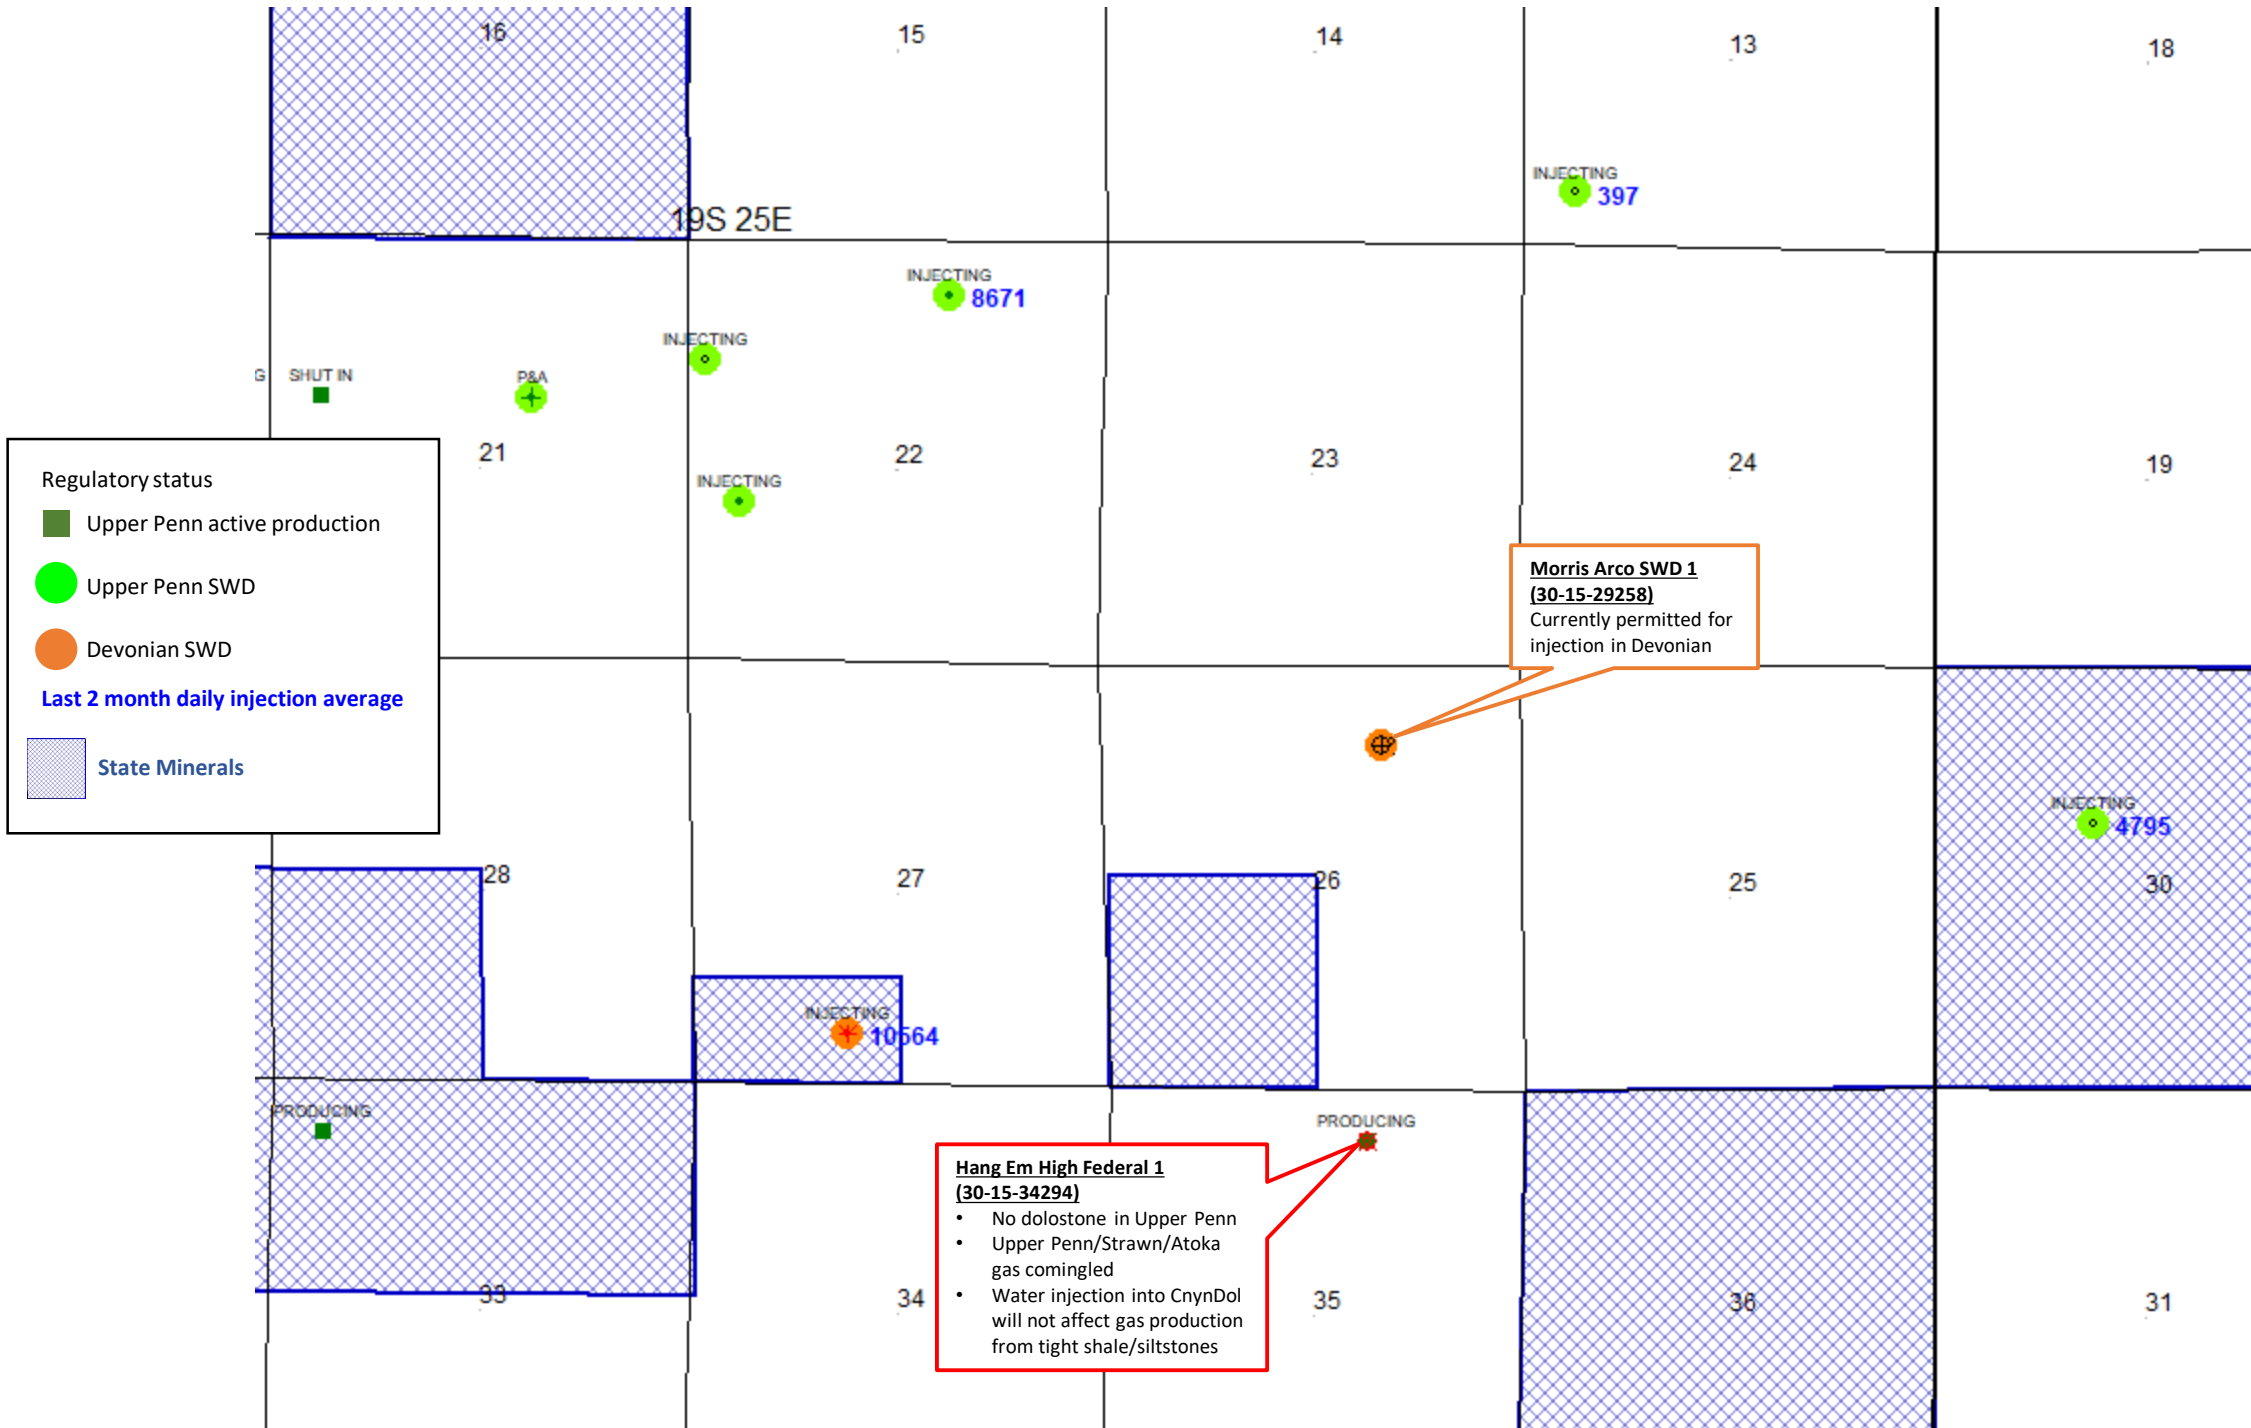 16
15
14
13
18
INJECTING
397
19S 25E
INJECTING
8671
INJECTING
G
SHUT IN
P&A
21
22
23
24
19
INJECTING
Regulatory status
Upper Penn active production
Upper Penn SWD
Devonian SWD
Last 2 month daily injection average
State Minerals
Morris Arco SWD 1
(30-15-29258)
Currently permitted for
injection in Devonian
INJECTING
4795
28
27
26
25
30
INJECTING
10564
PRODUCING
PRODUCING
Hang Em High Federal 1
(30-15-34294)
• No dolostone in Upper Penn
• Upper Penn/Strawn/Atoka
gas comingled
• Water injection into CnynDol
will not affect gas production
from tight shale/siltstones
33
34
35
36
31